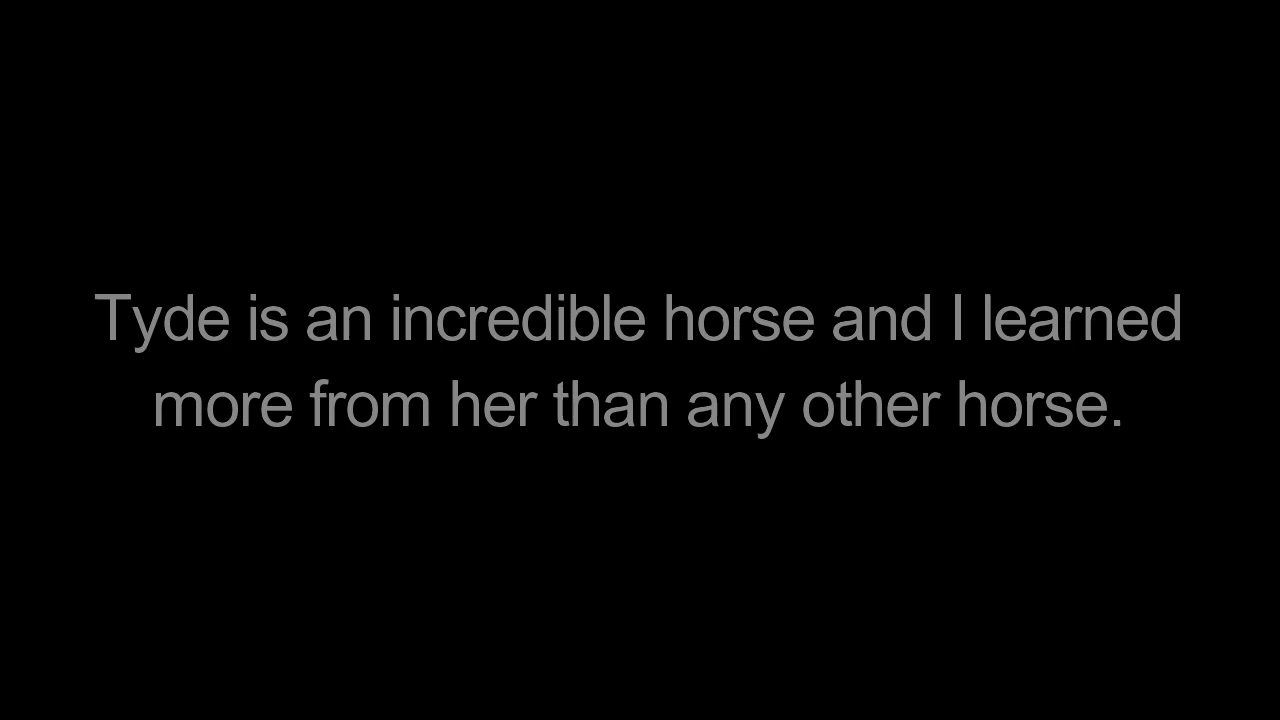 Tyde is an incredible horse and I learned
more from her than any other horse.